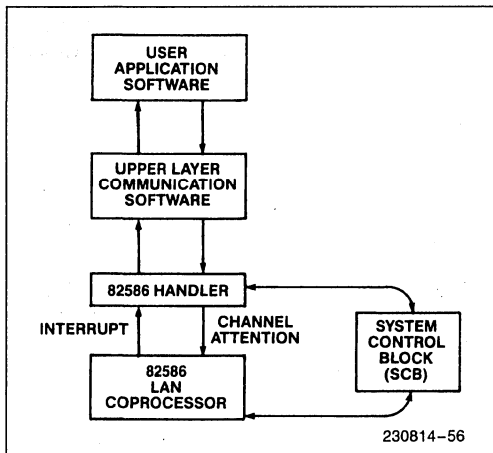 USER
APPLICATION
SOFTWARE
UPPER LAYER
COMMUNICATION
SOFTWARE
82586 HANDLER
INTERRUPT
CHANNEL
ATTENTION
82586
LAN
COPROCESSOR
SYSTEM
CONTROL
BLOCK
(SCB)
230814–56